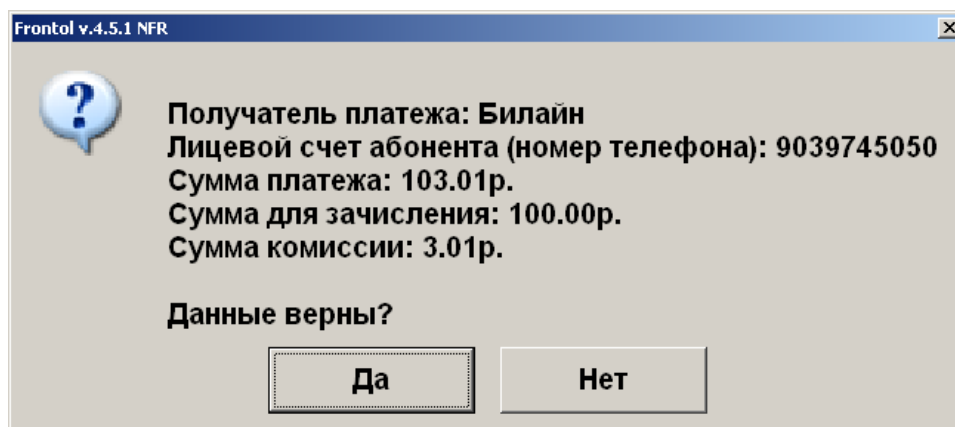 Frontol v.4.5.1 NFR
Получатель платежа: Билайн
Лицевой счет абонента (номер телефона): 9039745050
Сумма платежа: 103.01р.
Сумма для зачисления: 100.00р.
Сумма комиссии: 3.01р.
Данные верны?
Да Нет